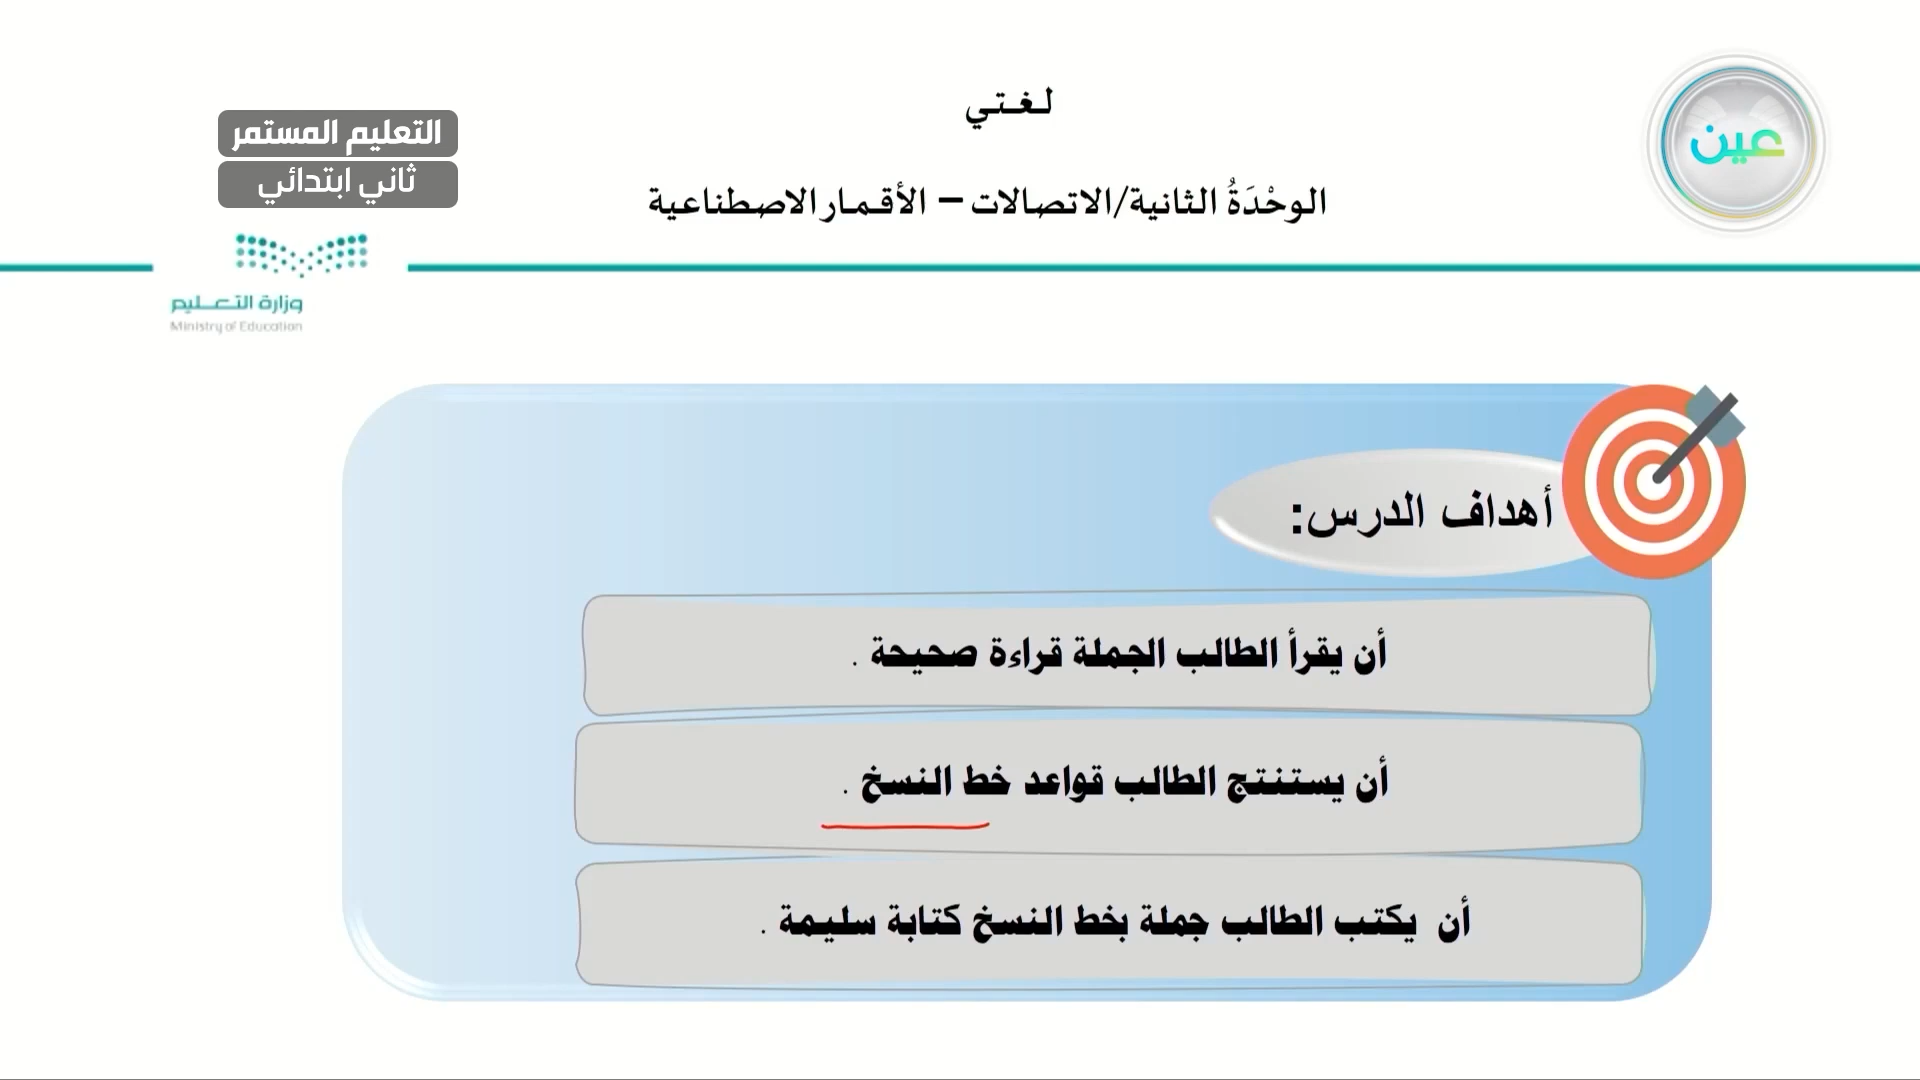 عين
لغتي
التعليم المستمر
ثاني ابتدائي
الوحْدَةُ الثانية/الاتصالات – الأقمار الاصطناعية
وزارة التعليم
Ministry of Education
أهداف الدرس:
أن يقرأ الطالب الجملة قراءة صحيحة .
أن يستنتج الطالب قواعد خط النسخ .
أن يكتب الطالب جملة بخط النسخ كتابة سليمة .